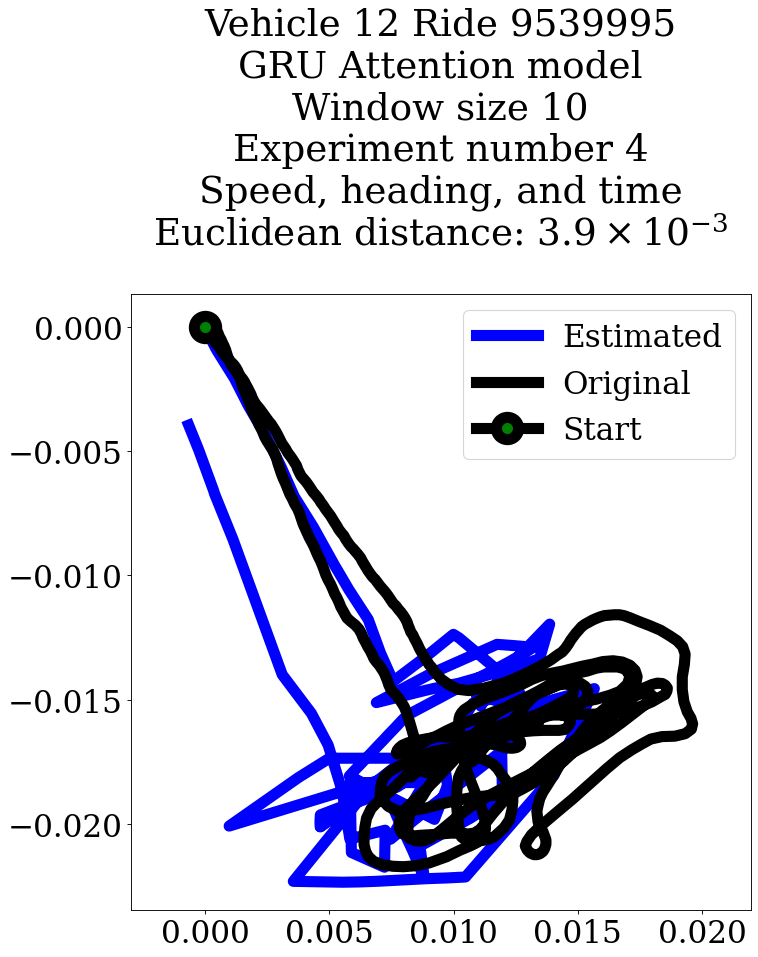 Vehicle 12 Ride 9539995
GRU Attention model
Window size 10
Experiment number 4
Speed, heading, and time
Euclidean distance: 3.9 × 10⁻³
Estimated
Original
Start
0.000
−0.005
−0.010
−0.015
−0.020
0.000 0.005 0.010 0.015 0.020